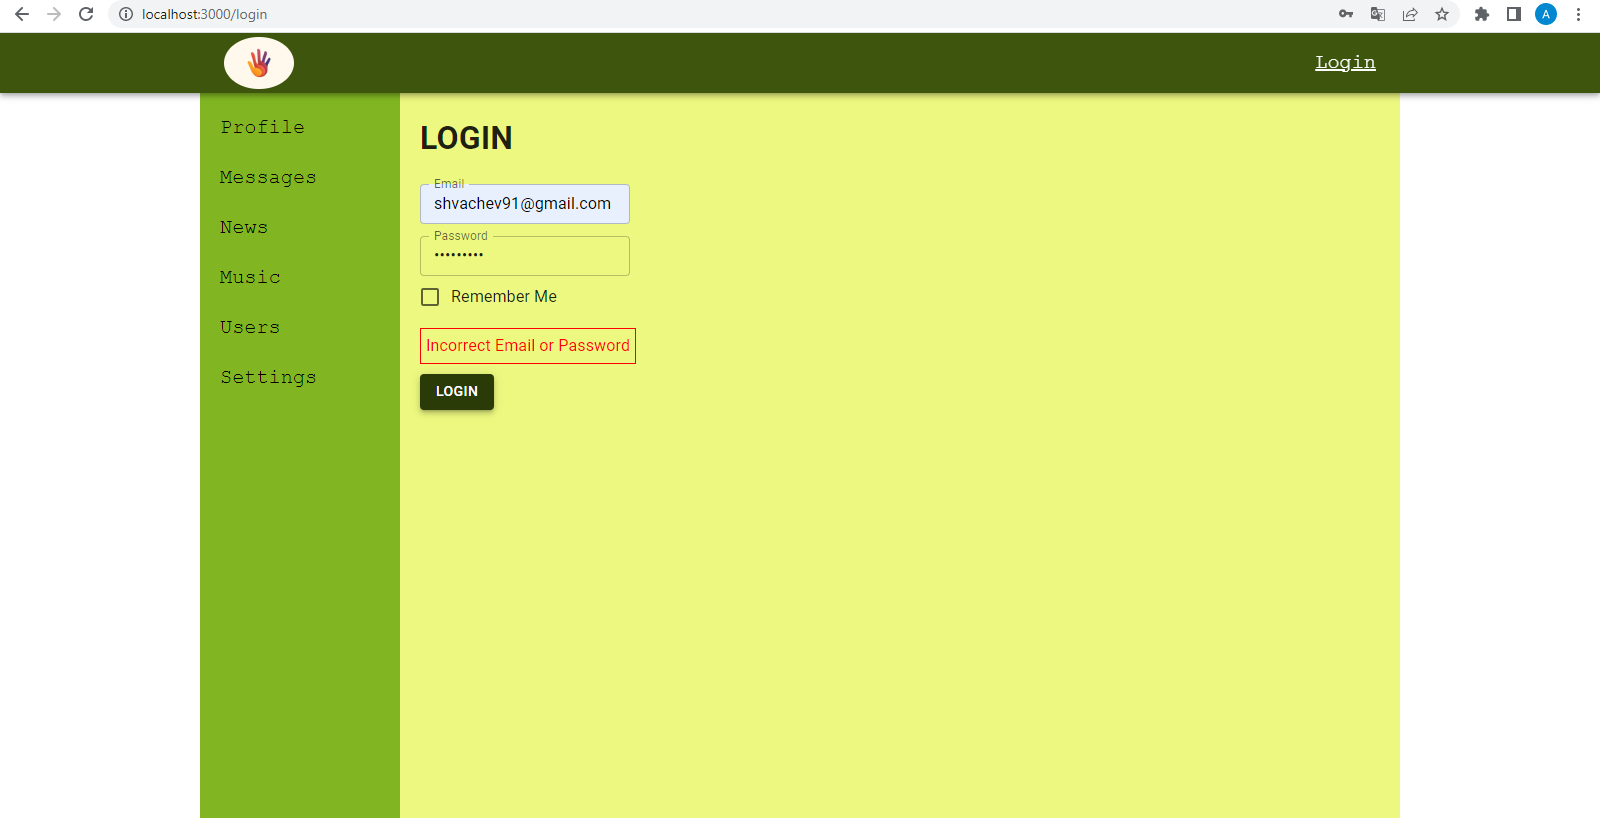 localhost:3000/login
A
Login
Profile
Messages
News
Music
Users
Settings
LOGIN
Email
shvachev91@gmail.com
Password
•••••••••
Remember Me
Incorrect Email or Password
LOGIN